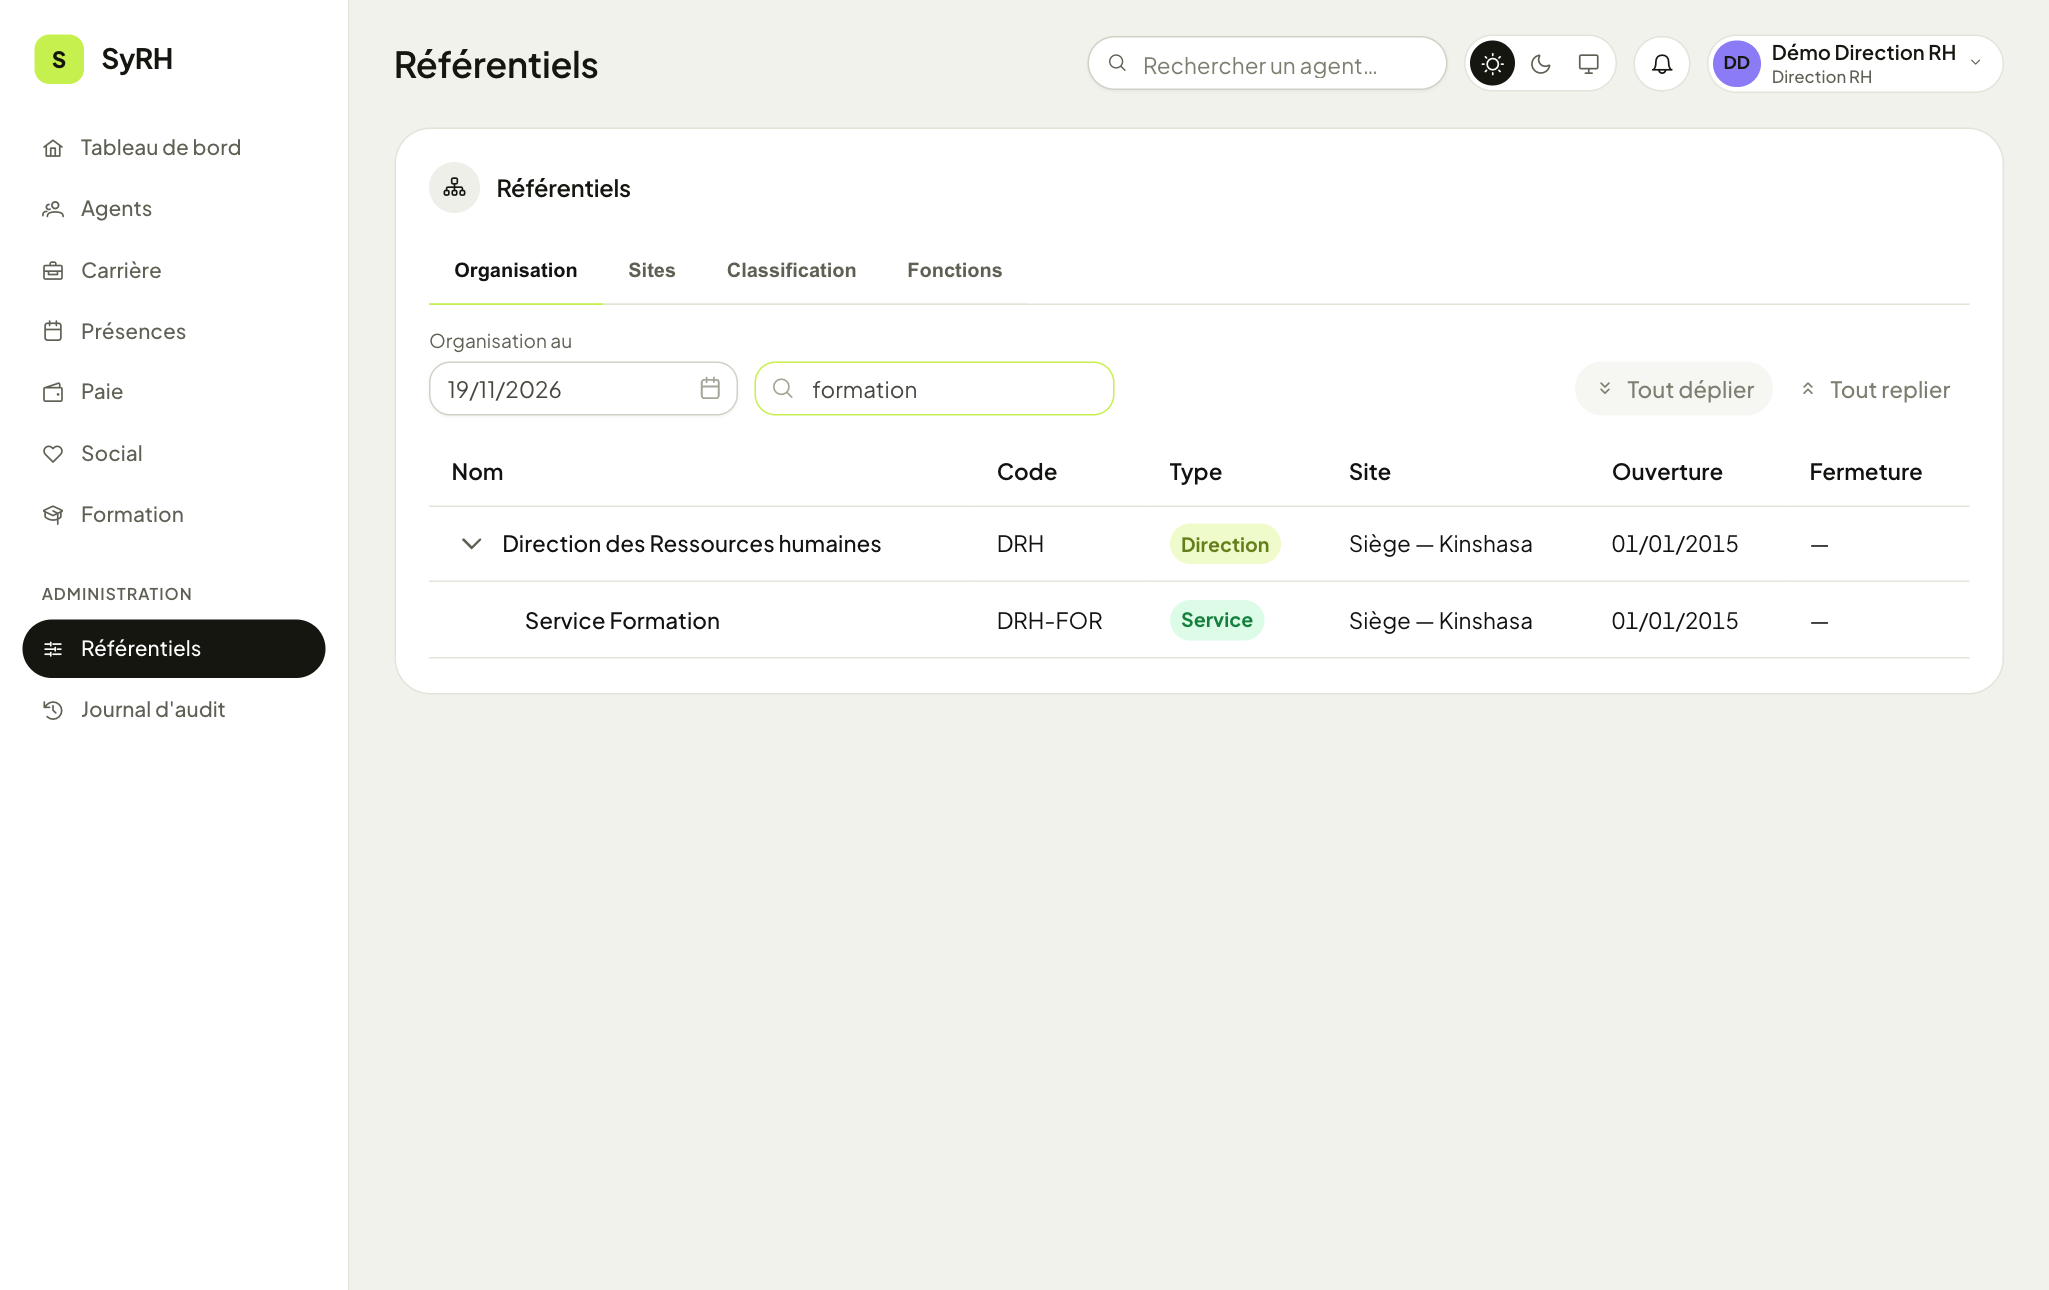 S SyRH
Tableau de bord
Agents
Carrière
Présences
Paie
Social
Formation
ADMINISTRATION
Référentiels
Journal d'audit
Référentiels
Rechercher un agent...
DD
Démo Direction RH
Direction RH
Référentiels
Organisation Sites Classification Fonctions
Organisation au
19/11/2026 formation Tout déplier Tout replier
Nom Code Type Site Ouverture Fermeture
Direction des Ressources humaines DRH Direction Siège — Kinshasa 01/01/2015 —
Service Formation DRH-FOR Service Siège — Kinshasa 01/01/2015 —